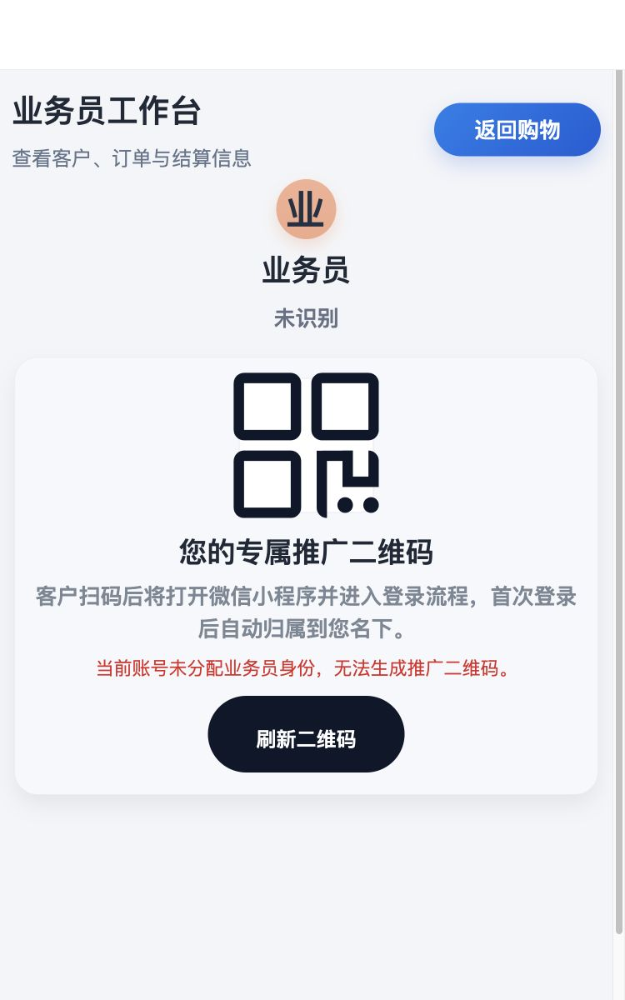 业务员工作台
查看客户、订单与结算信息
返回购物
业
业务员
未识别
您的专属推广二维码
客户扫码后将打开微信小程序并进入登录流程，首次登录
后自动归属到您名下。
当前账号未分配业务员身份，无法生成推广二维码。
刷新二维码